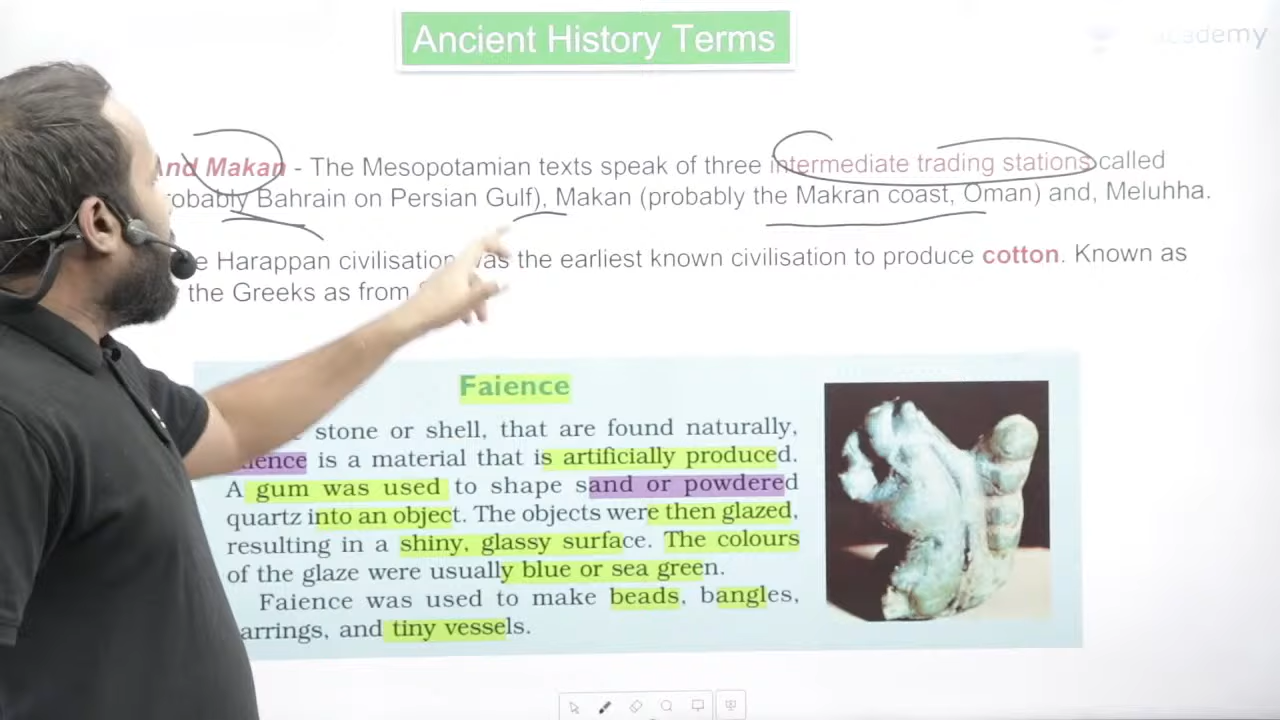 Ancient History Terms
academy
And Makan - The Mesopotamian texts speak of three intermediate trading stations called
Bahrain on Persian Gulf), Makan (probably the Makran coast, Oman) and, Meluhha.
Harappan civilisation was the earliest known civilisation to produce cotton. Known as
the Greeks as from
Faience
stone or shell, that are found naturally,
is a material that is artificially produced.
A gum was used to shape sand or powdered
quartz into an object. The objects were then glazed,
resulting in a shiny, glassy surface. The colours
of the glaze were usually blue or sea green.
Faience was used to make beads, bangles,
and tiny vessels.